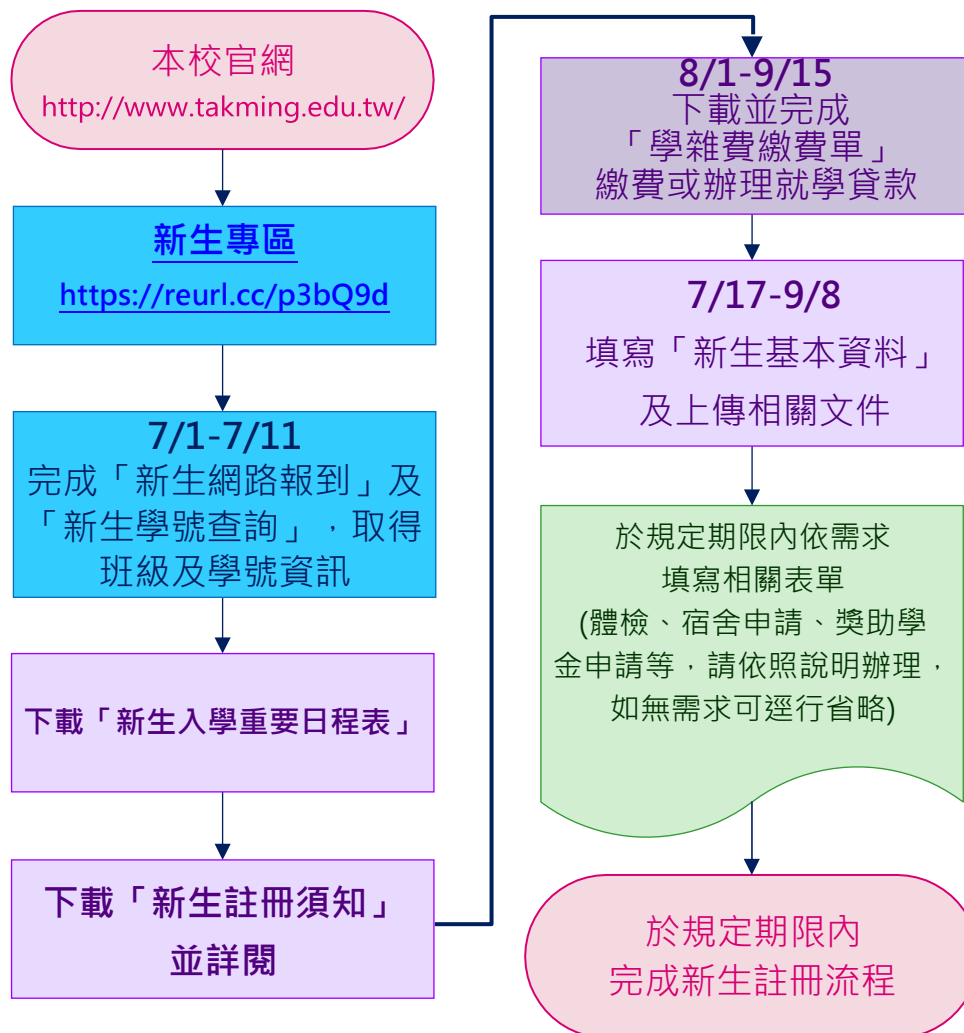 本校官網
http://www.takming.edu.tw/
新生專區
https://reurl.cc/p3bQ9d
7/1-7/11
完成「新生網路報到」及
「新生學號查詢」，取得
班級及學號資訊
下載「新生入學重要日程表」
下載「新生註冊須知」
並詳閱
8/1-9/15
下載並完成
「學雜費繳費單」
繳費或辦理就學貸款
7/17-9/8
填寫「新生基本資料」
及上傳相關文件
於規定期限內依需求
填寫相關表單
(體檢、宿舍申請、獎助學
金申請等，請依照說明辦理，
如無需求可逕行省略)
於規定期限內
完成新生註冊流程